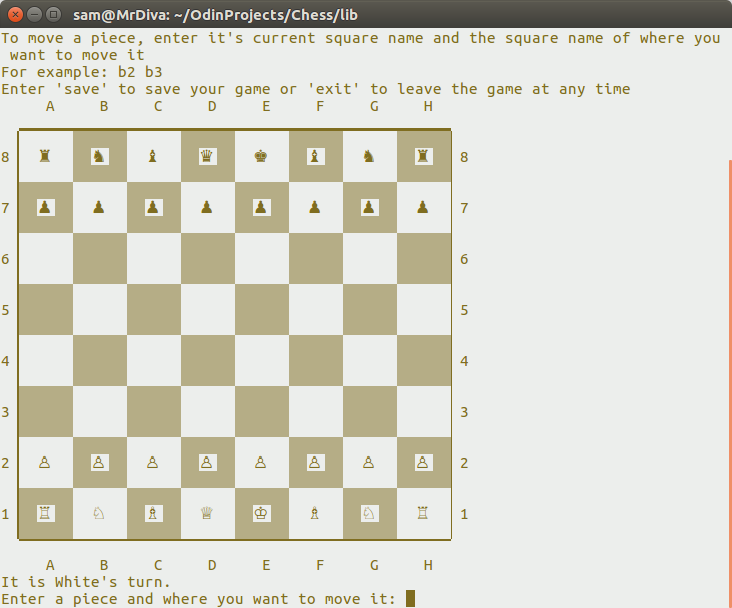 sam@MrDiva: ~/OdinProjects/Chess/lib
To move a piece, enter it's current square name and the square name of where you
want to move it
For example: b2 b3
Enter 'save' to save your game or 'exit' to leave the game at any time
A B C D E F G H
8 ♜ ♞ ♝ ♛ ♚ ♝ ♞ ♜ 8
7 ♟ ♟ ♟ ♟ ♟ ♟ ♟ ♟ 7
6 6
5 5
4 4
3 3
2 ♙ ♙ ♙ ♙ ♙ ♙ ♙ ♙ 2
1 ♖ ♘ ♗ ♕ ♔ ♗ ♘ ♖ 1
A B C D E F G H
It is White's turn.
Enter a piece and where you want to move it: